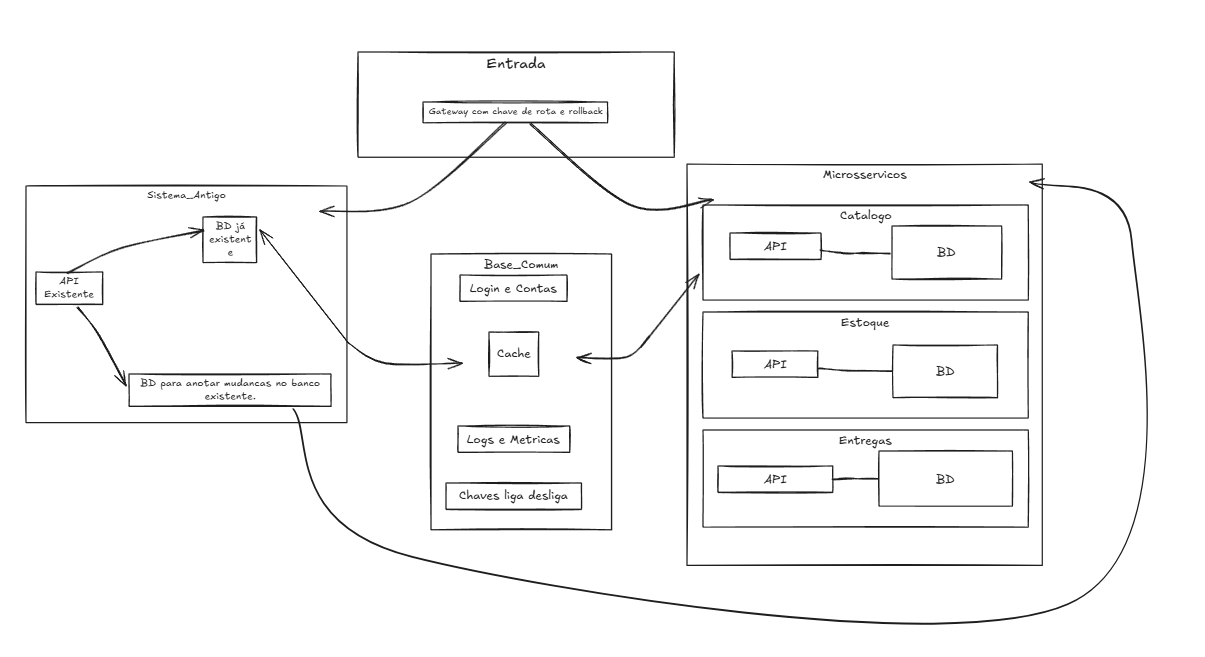 Entrada
Gateway com chave de rota e rollback
Sistema_Antigo
BD já
existent
e
API
Existente
BD para anotar mudancas no banco
existente.
Base_Comum
Login e Contas
Cache
Logs e Metricas
Chaves liga desliga
Microsservicos
Catalogo
API
BD
Estoque
API
BD
Entregas
API
BD